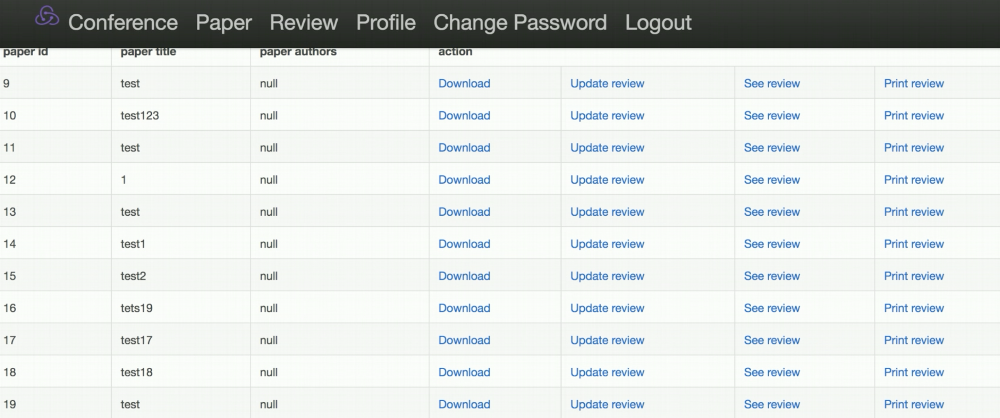 Conference Paper Review Profile Change Password Logout
paper id paper title paper authors action
9 test null Download Update review See review Print review
10 test123 null Download Update review See review Print review
11 test null Download Update review See review Print review
12 1 null Download Update review See review Print review
13 test null Download Update review See review Print review
14 test1 null Download Update review See review Print review
15 test2 null Download Update review See review Print review
16 tets19 null Download Update review See review Print review
17 test17 null Download Update review See review Print review
18 test18 null Download Update review See review Print review
19 test null Download Update review See review Print review